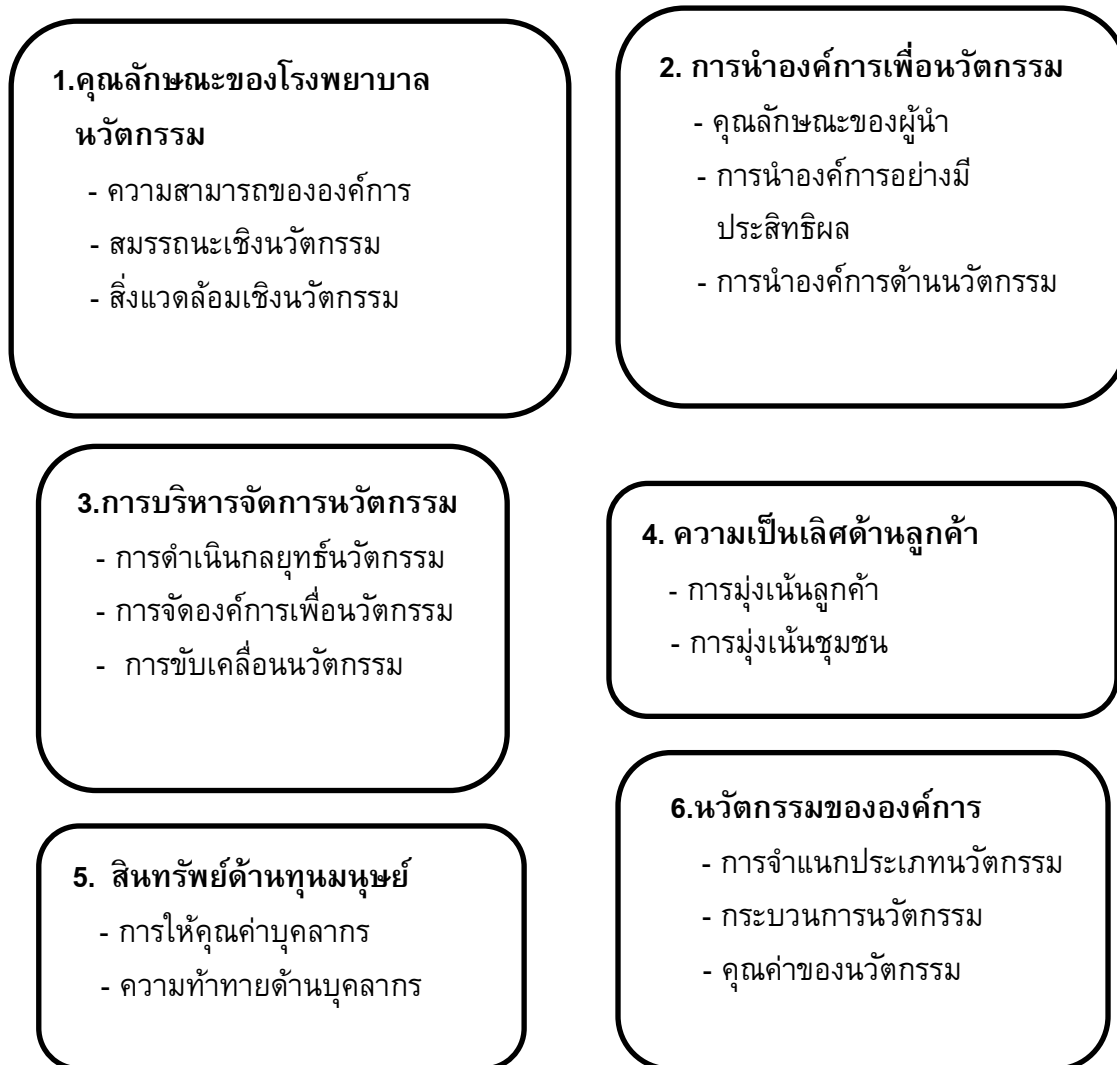 1.คุณลักษณะของโรงพยาบาล
นวัตกรรม
- ความสามารถขององค์การ
- สมรรถนะเชิงนวัตกรรม
- สิ่งแวดล้อมเชิงนวัตกรรม
2. การนำองค์การเพื่อนวัตกรรม
- คุณลักษณะของผู้นำ
- การนำองค์การอย่างมี
ประสิทธิผล
- การนำองค์การด้านนวัตกรรม
3.การบริหารจัดการนวัตกรรม
- การดำเนินกลยุทธ์นวัตกรรม
- การจัดองค์การเพื่อนวัตกรรม
- การขับเคลื่อนนวัตกรรม
4. ความเป็นเลิศด้านลูกค้า
- การมุ่งเน้นลูกค้า
- การมุ่งเน้นชุมชน
5. สินทรัพย์ด้านทุนมนุษย์
- การให้คุณค่าบุคลากร
- ความท้าทายด้านบุคลากร
6.นวัตกรรมขององค์การ
- การจำแนกประเภทนวัตกรรม
- กระบวนการนวัตกรรม
- คุณค่าของนวัตกรรม